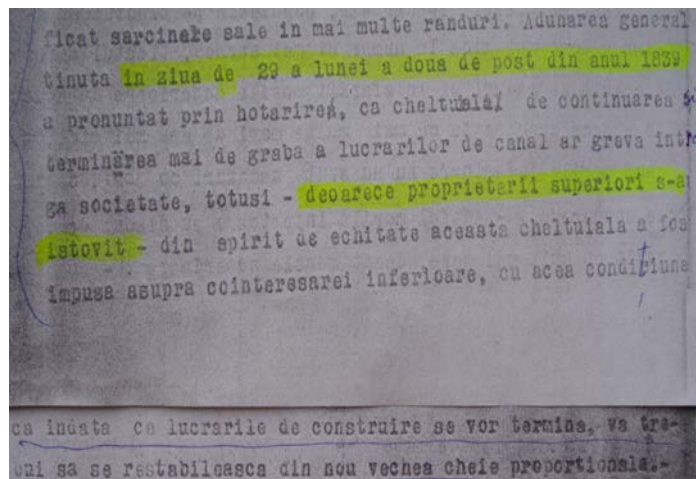 ficat sarcinele sale in mai multe randuri. Adunarea general
tinuta in ziua de 29 a lunei a doua de post din anul 1839
a pronuntat prin hotarirea, ca cheltuiala de continuarea
terminarea mai de graba a lucrarilor de canal ar greva intr
ga societate, totusi - deoarece proprietarii superiori s-a
istovit - din spirit de echitate aceasta cheltuiala a fos
impusa asupra cointeresarei inferioare, cu acea conditiune
ca indata ce lucrarile de construire se vor termina, va tre-
bui sa se restabileasca din nou vechea cheie proportionala.-